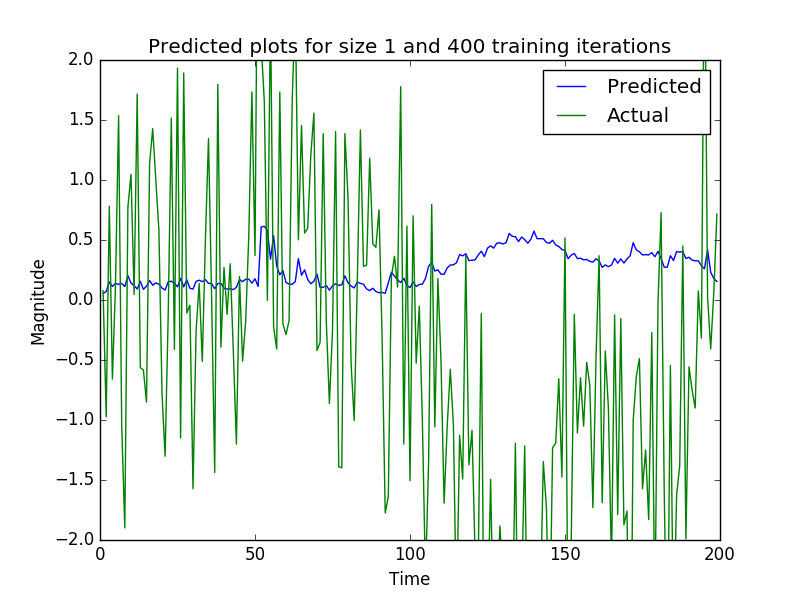 Predicted plots for size 1 and 400 training iterations
Predicted
Actual
2.0
1.5
1.0
0.5
0.0
−0.5
−1.0
−1.5
−2.0
Magnitude
0
50
100
150
200
Time